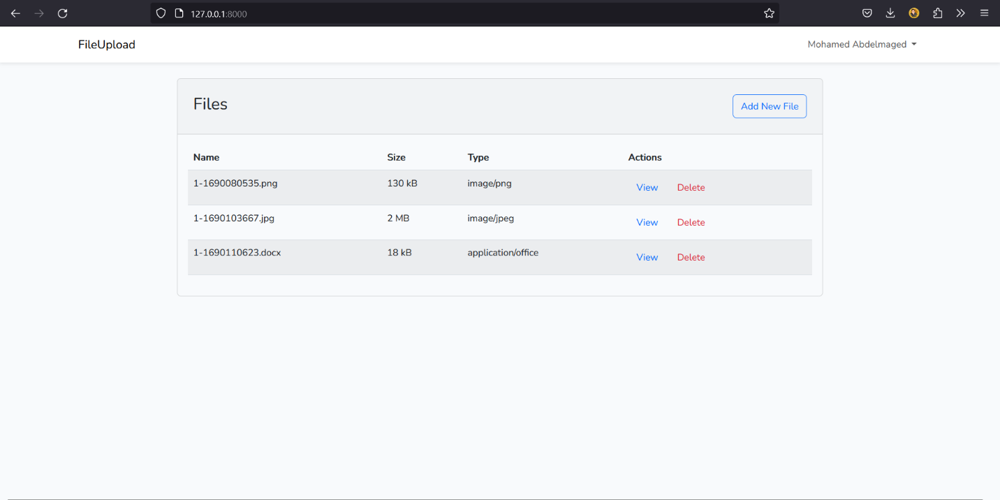 127.0.0.1:8000
FileUpload Mohamed Abdelmaged
Files Add New File
Name Size Type Actions
1-1690080535.png 130 kB image/png View Delete
1-1690103667.jpg 2 MB image/jpeg View Delete
1-1690110623.docx 18 kB application/office View Delete